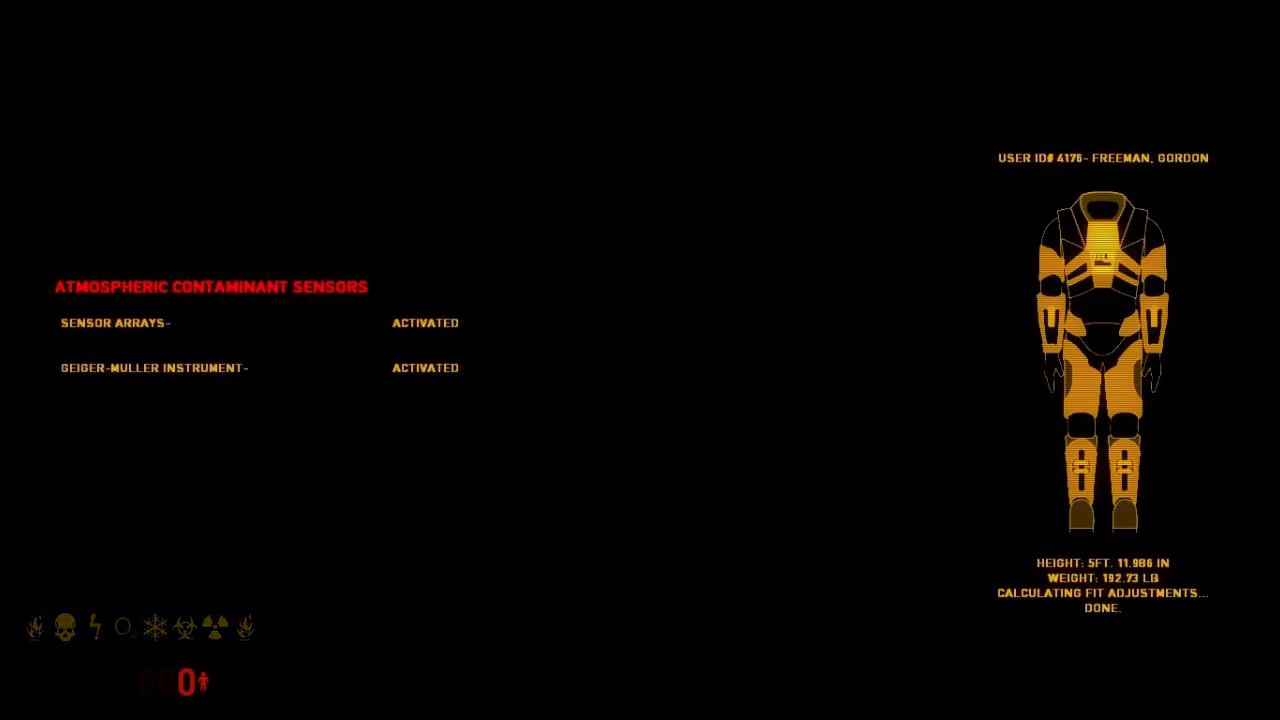 USER ID# 4176- FREEMAN, GORDON
ATMOSPHERIC CONTAMINANT SENSORS
SENSOR ARRAYS- ACTIVATED
GEIGER-MULLER INSTRUMENT- ACTIVATED
HEIGHT: 5FT. 11.986 IN
WEIGHT: 192.73 LB
CALCULATING FIT ADJUSTMENTS...
DONE.
0